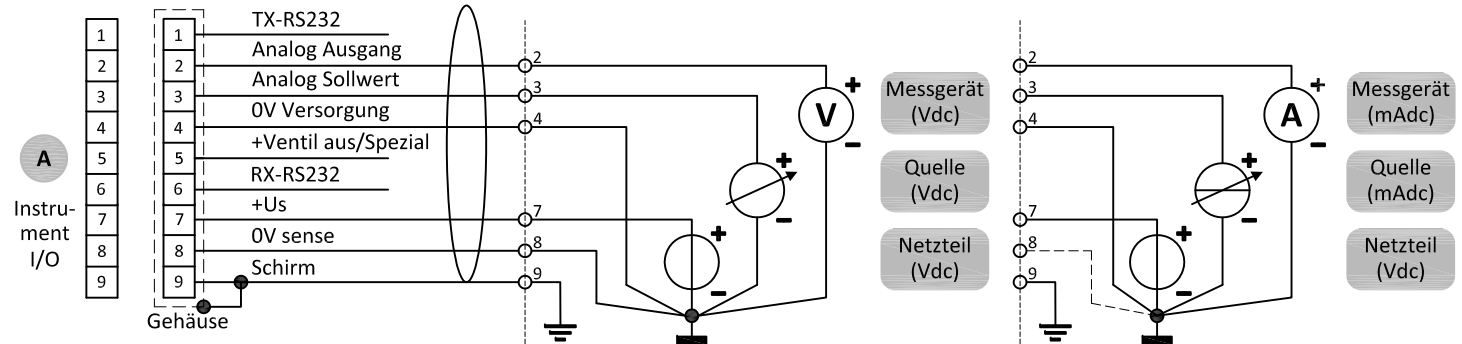 A
Instru-
ment
I/O
1
2
3
4
5
6
7
8
9
1
2
3
4
5
6
7
8
9
Gehäuse
TX-RS232
Analog Ausgang
Analog Sollwert
0V Versorgung
+Ventil aus/Spezial
RX-RS232
+Us
0V sense
Schirm
2
3
4
7
8
9
V
+
-
+
-
+
-
Messgerät
(Vdc)
Quelle
(Vdc)
Netzteil
(Vdc)
2
3
4
7
8
9
A
+
-
+
-
+
-
Messgerät
(mAdc)
Quelle
(mAdc)
Netzteil
(Vdc)